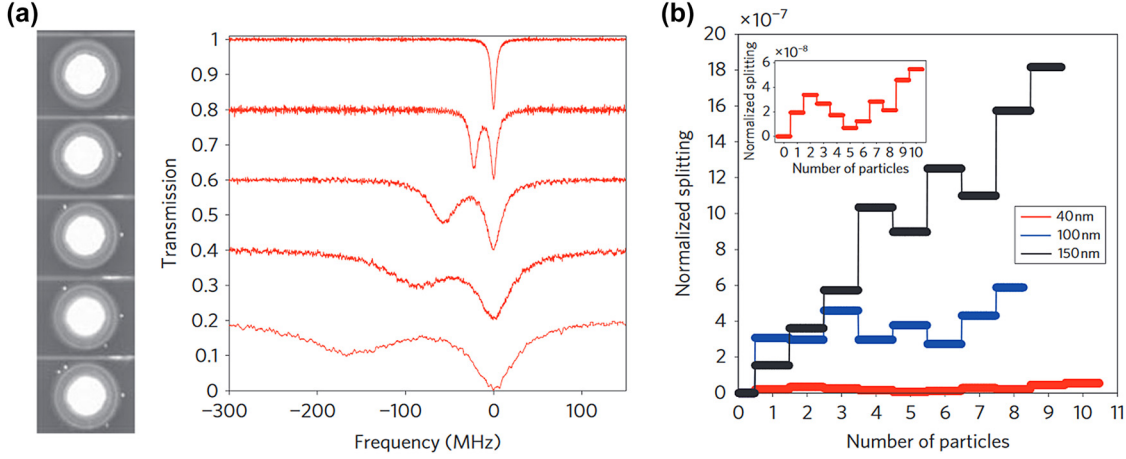 (a)
Transmission
1
0.9
0.8
0.7
0.6
0.5
0.4
0.3
0.2
0.1
0
−300
−200
−100
0
100
Frequency (MHz)
(b)
×10⁻⁷
Normalized splitting
20
18
16
14
12
10
8
6
4
2
0
0 1 2 3 4 5 6 7 8 9 10 11
Number of particles
×10⁻⁸
Normalized splitting
6
4
2
0
0 1 2 3 4 5 6 7 8 9 10
Number of particles
40 nm
100 nm
150 nm